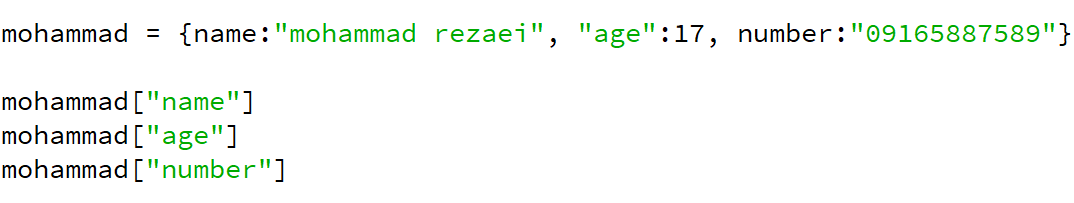 mohammad = {name:"mohammad rezaei", "age":17, number:"09165887589"}
mohammad["name"]
mohammad["age"]
mohammad["number"]